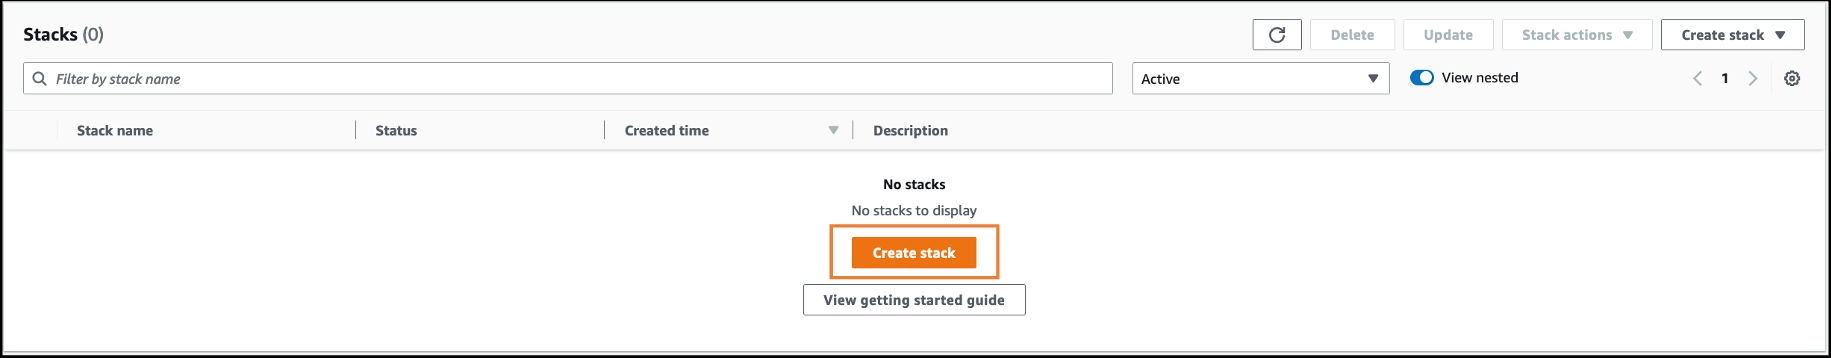 Stacks (0)
Delete
Update
Stack actions
Create stack
Filter by stack name
Active
View nested
1
Stack name
Status
Created time
Description
No stacks
No stacks to display
Create stack
View getting started guide